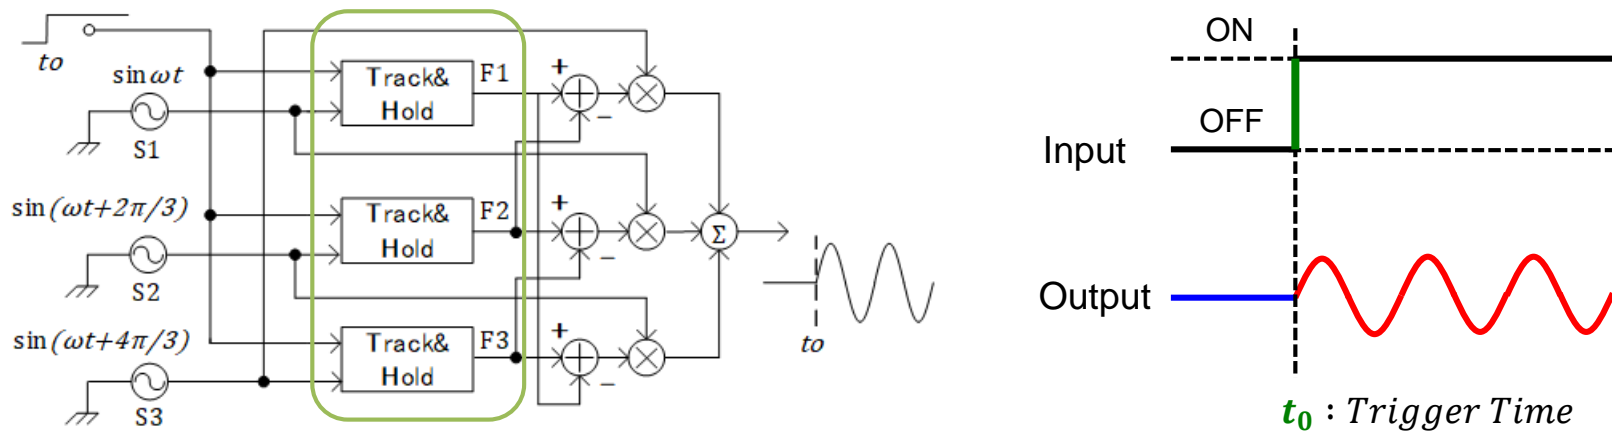 to
sin ωt
S1
Track&
Hold
F1
+
−
sin(ωt+2π/3)
S2
Track&
Hold
F2
+
−
Σ
sin(ωt+4π/3)
S3
Track&
Hold
F3
+
−
to
ON
OFF
Input
Output
t₀ : Trigger Time